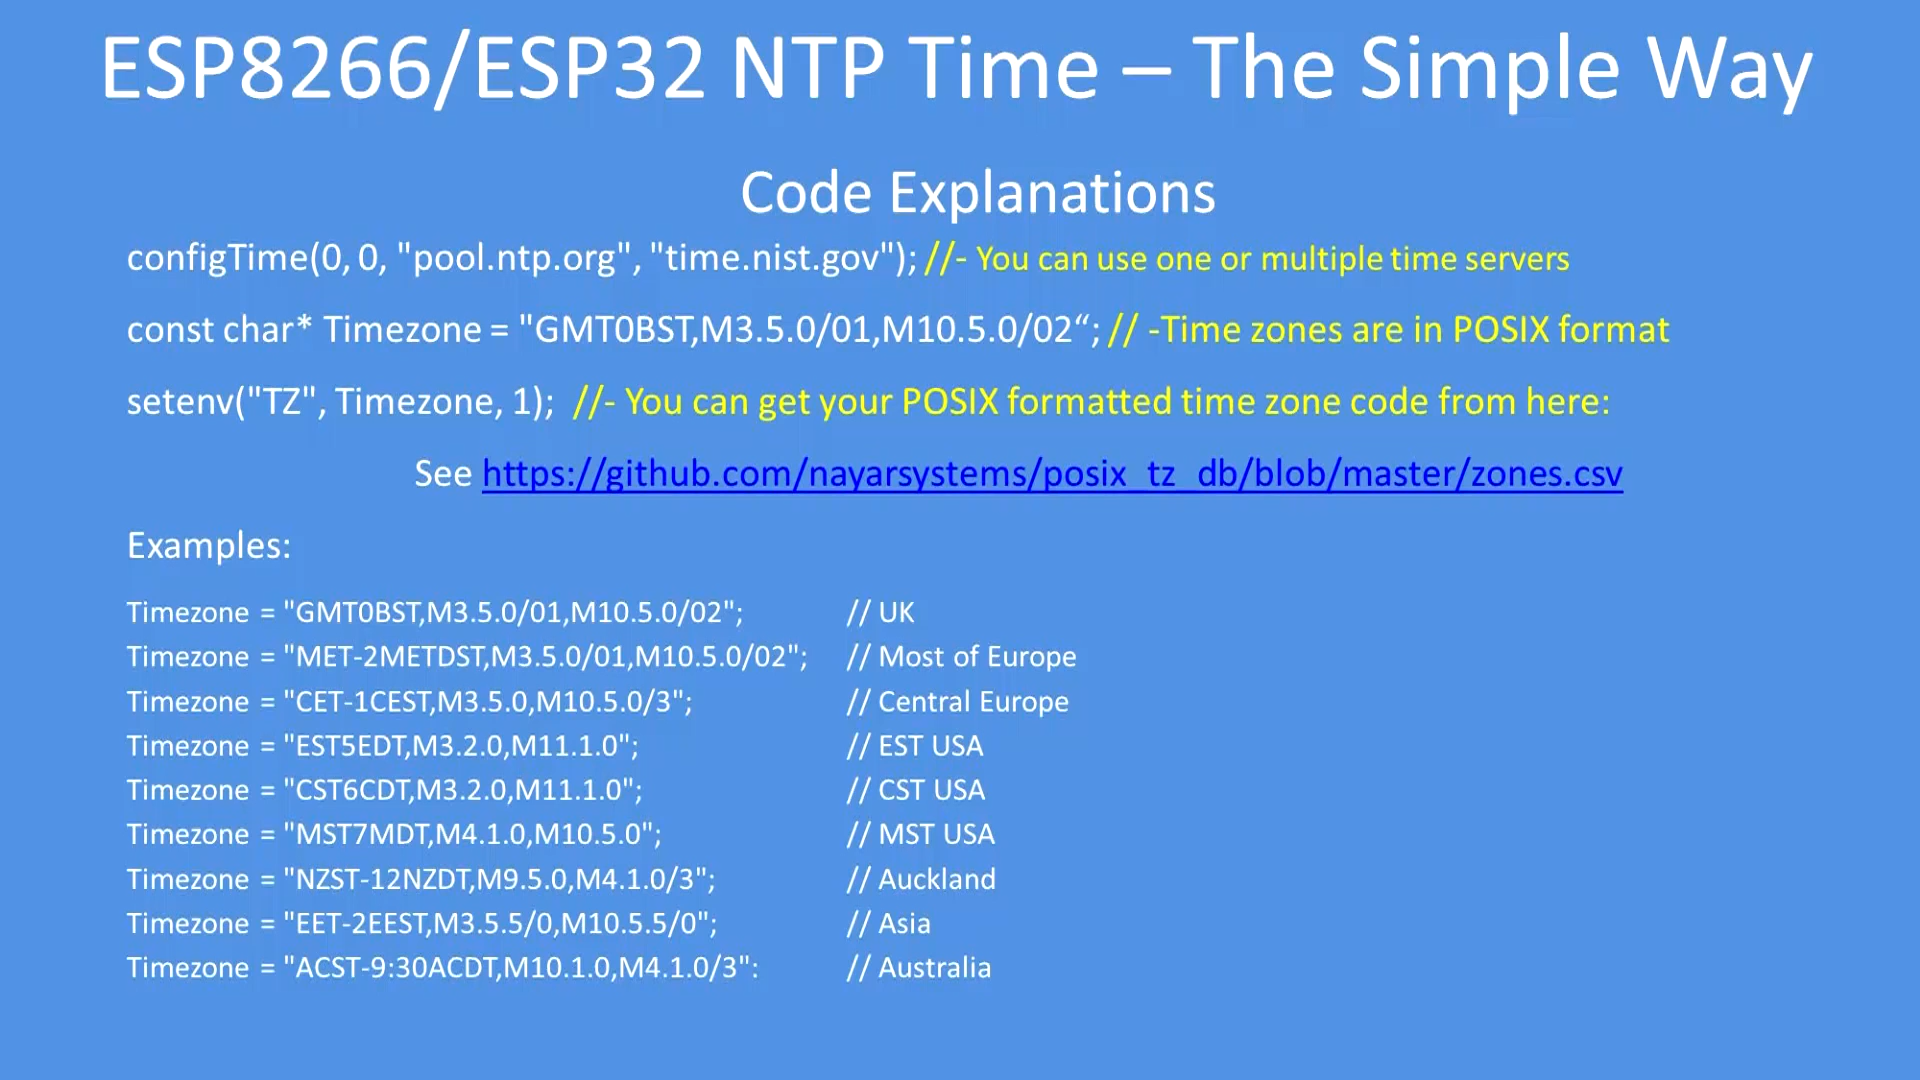 ESP8266/ESP32 NTP Time – The Simple Way
Code Explanations
configTime(0, 0, "pool.ntp.org", "time.nist.gov"); //- You can use one or multiple time servers
const char* Timezone = "GMT0BST,M3.5.0/01,M10.5.0/02“; // -Time zones are in POSIX format
setenv("TZ", Timezone, 1); //- You can get your POSIX formatted time zone code from here:
See https://github.com/nayarsystems/posix_tz_db/blob/master/zones.csv
Examples:
Timezone = "GMT0BST,M3.5.0/01,M10.5.0/02"; // UK
Timezone = "MET-2METDST,M3.5.0/01,M10.5.0/02"; // Most of Europe
Timezone = "CET-1CEST,M3.5.0,M10.5.0/3"; // Central Europe
Timezone = "EST5EDT,M3.2.0,M11.1.0"; // EST USA
Timezone = "CST6CDT,M3.2.0,M11.1.0"; // CST USA
Timezone = "MST7MDT,M4.1.0,M10.5.0"; // MST USA
Timezone = "NZST-12NZDT,M9.5.0,M4.1.0/3"; // Auckland
Timezone = "EET-2EEST,M3.5.5/0,M10.5.5/0"; // Asia
Timezone = "ACST-9:30ACDT,M10.1.0,M4.1.0/3": // Australia